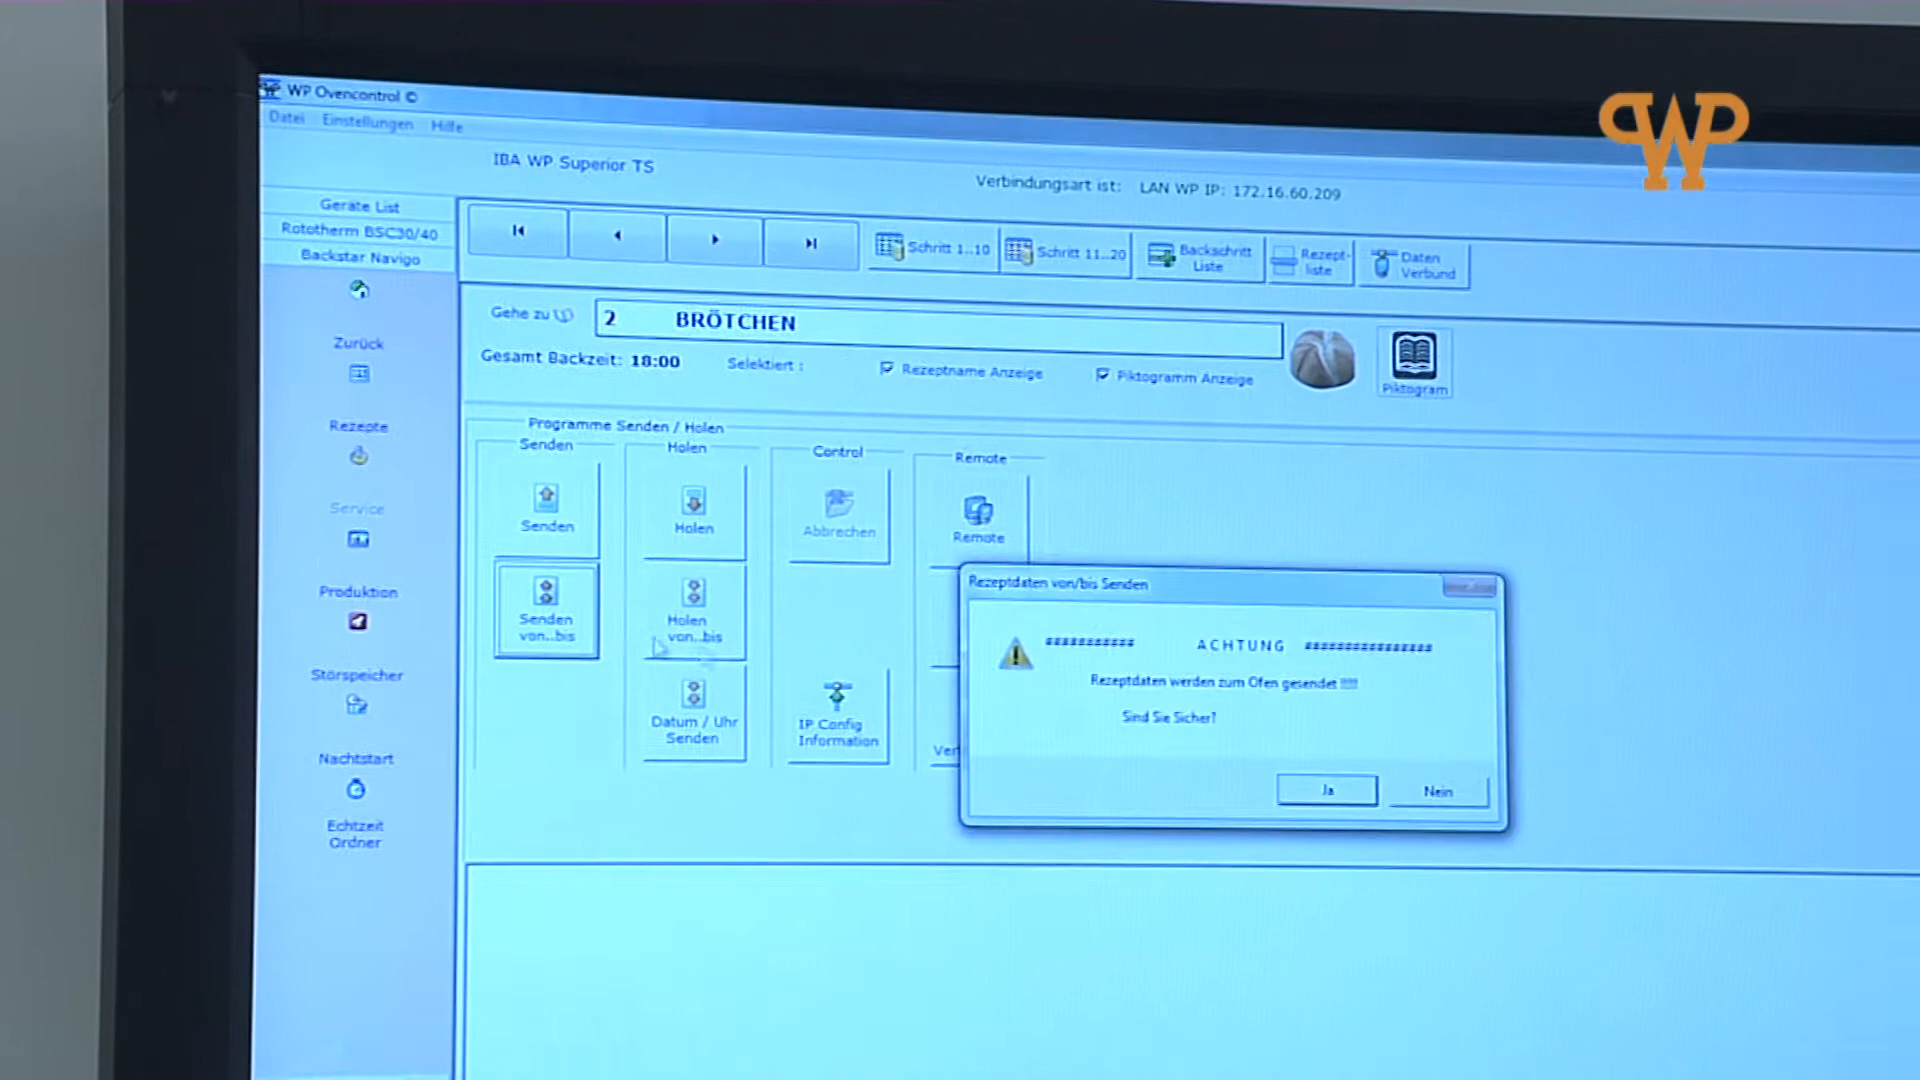 WP Ovencontrol ©
Datei Einstellungen Hilfe
IBA WP Superior TS
Verbindungsart ist: LAN WP IP: 172.16.60.209
WP
Geräte List
Rototherm BSC30/40
Backstar Navigo
Zurück
Rezepte
Service
Produktion
Störspeicher
Nachtstart
Echtzeit
Ordner
Schritt 1..10
Schritt 11..20
Backschritt
Liste
Rezept-
liste
Daten
Verbund
Gehe zu
2 BRÖTCHEN
Gesamt Backzeit: 18:00
Selektiert :
Rezeptname Anzeige
Piktogramm Anzeige
Piktogram
Programme Senden / Holen
Senden
Holen
Control
Remote
Senden
Holen
Abbrechen
Remote
Senden
von..bis
Holen
von..bis
Datum / Uhr
Senden
IP Config
Information
Rezeptdaten von/bis Senden
########### ACHTUNG ################
Rezeptdaten werden zum Ofen gesendet !!!!!
Sind Sie Sicher?
Ja
Nein